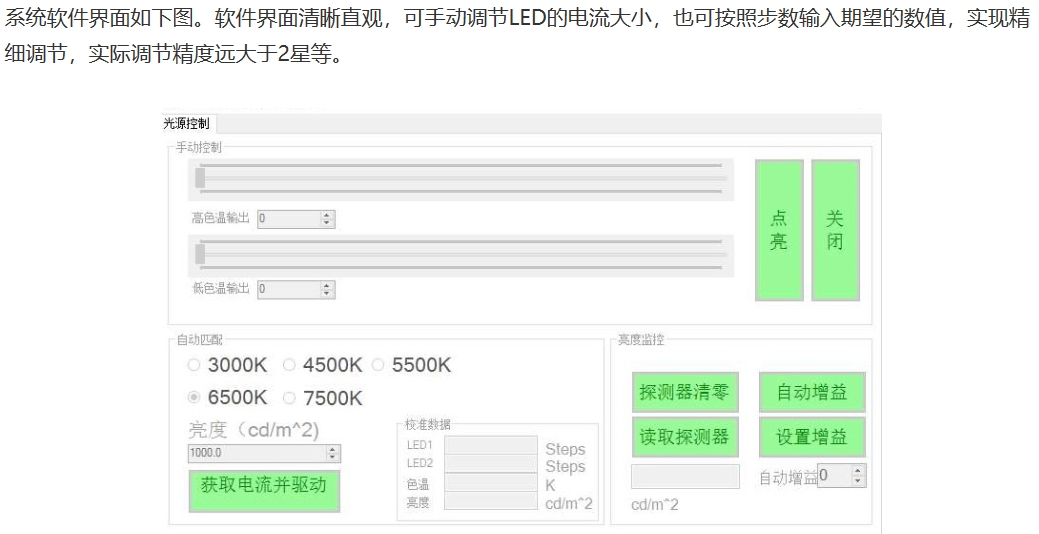 系统软件界面如下图。软件界面清晰直观，可手动调节LED的电流大小，也可按照步数输入期望的数值，实现精
细调节，实际调节精度远大于2星等。
光源控制
手动控制
高色温输出 0
低色温输出 0
点亮
关闭
自动匹配
3000K 4500K 5500K
6500K 7500K
亮度（cd/m^2)
1000.0
获取电流并驱动
校准数据
LED1 Steps
LED2 Steps
色温 K
亮度 cd/m^2
亮度监控
探测器清零 自动增益
读取探测器 设置增益
自动增益 0
cd/m^2